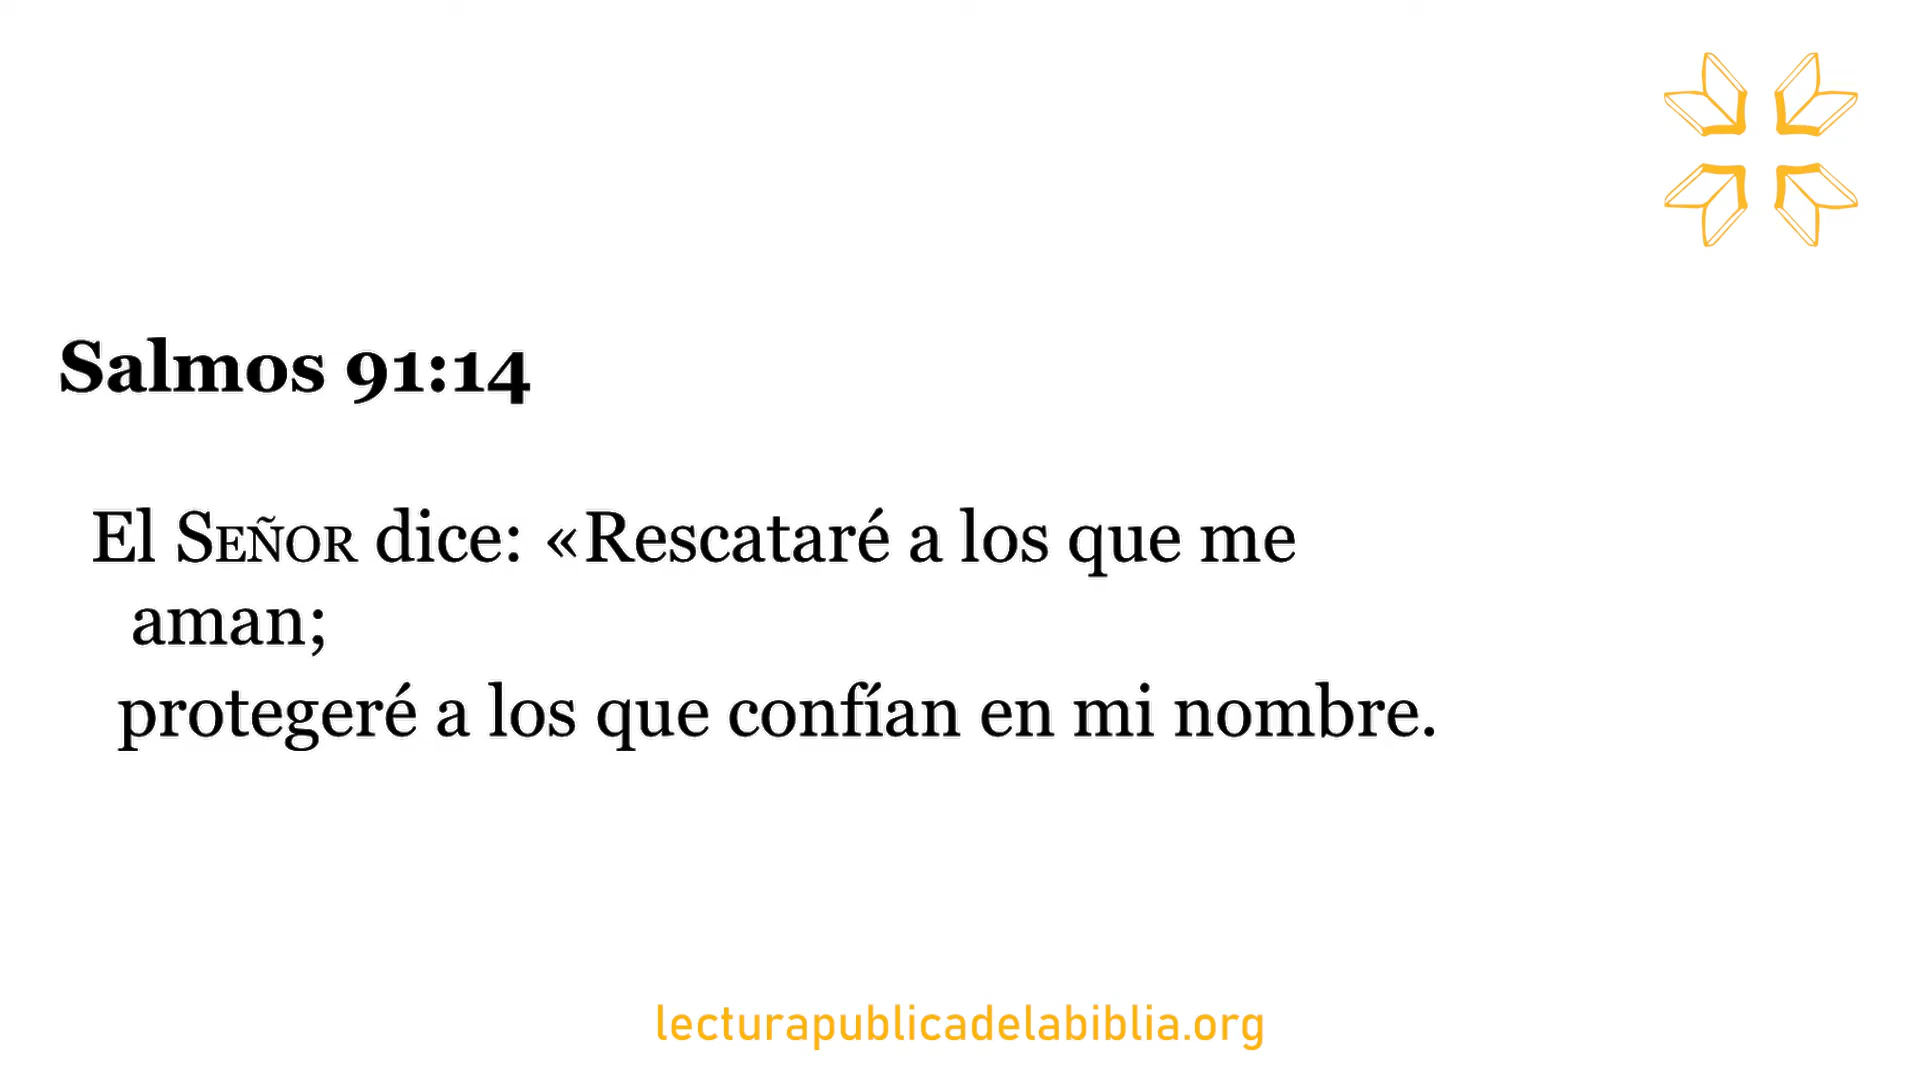 Salmos 91:14
El SEÑOR dice: «Rescataré a los que me
aman;
protegeré a los que confían en mi nombre.
lecturapublicadelabiblia.org